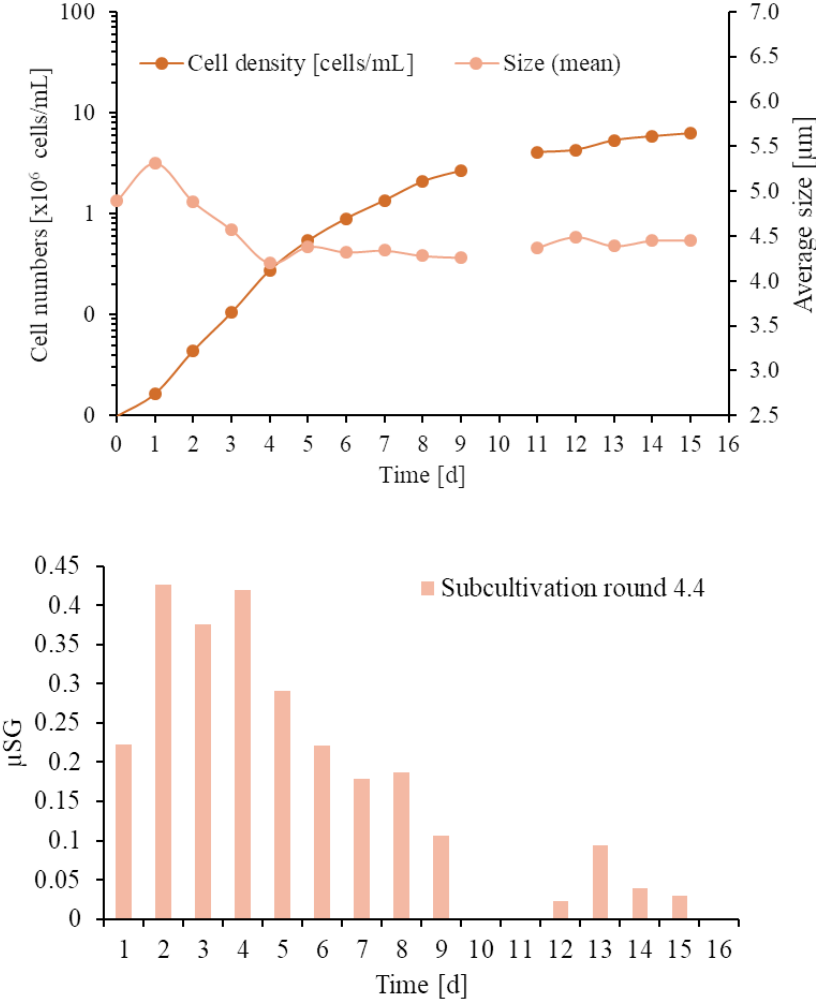 100
10
1
0
0
Cell numbers [x10⁶ cells/mL]
Cell density [cells/mL]
Size (mean)
7.0
6.5
6.0
5.5
5.0
4.5
4.0
3.5
3.0
2.5
Average size [µm]
0 1 2 3 4 5 6 7 8 9 10 11 12 13 14 15 16
Time [d]
0.45
0.4
0.35
0.3
0.25
0.2
0.15
0.1
0.05
0
µSG
Subcultivation round 4.4
1 2 3 4 5 6 7 8 9 10 11 12 13 14 15 16
Time [d]